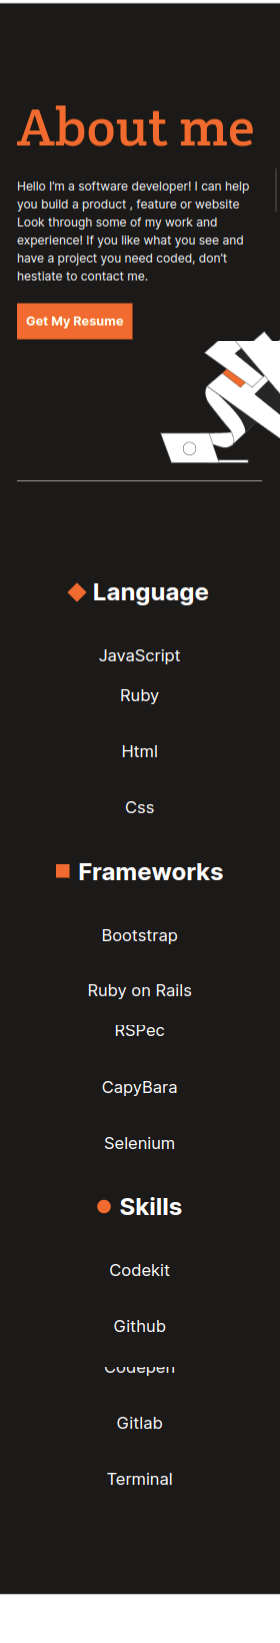 About me
Hello I'm a software developer! I can help
you build a product , feature or website
Look through some of my work and
experience! If you like what you see and
have a project you need coded, don't
hestiate to contact me.
Get My Resume
Language
JavaScript
Ruby
Html
Css
Frameworks
Bootstrap
Ruby on Rails
RSPec
CapyBara
Selenium
Skills
Codekit
Github
Codepen
Gitlab
Terminal